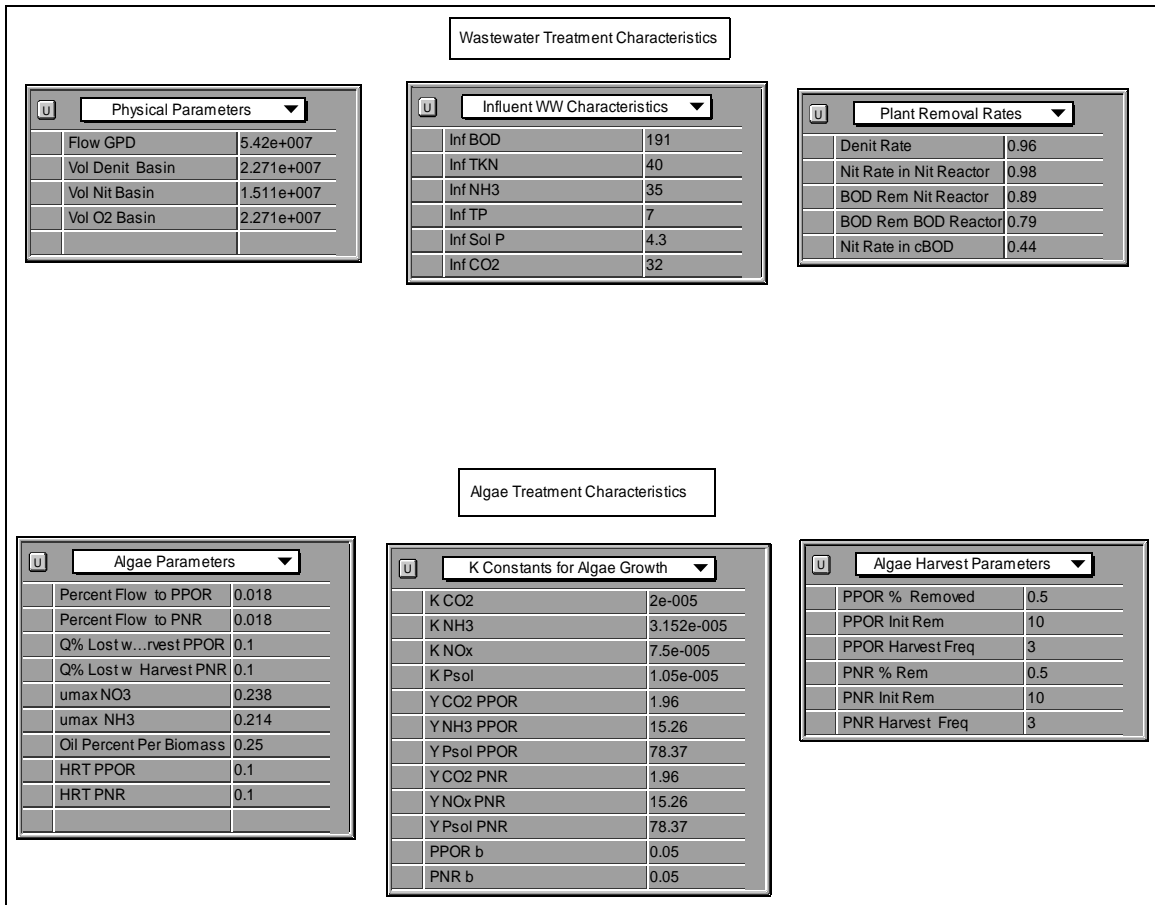 Wastewater Treatment Characteristics
U Physical Parameters
Flow GPD 5.42e+007
Vol Denit Basin 2.271e+007
Vol Nit Basin 1.511e+007
Vol O2 Basin 2.271e+007
U Influent WW Characteristics
Inf BOD 191
Inf TKN 40
Inf NH3 35
Inf TP 7
Inf Sol P 4.3
Inf CO2 32
U Plant Removal Rates
Denit Rate 0.96
Nit Rate in Nit Reactor 0.98
BOD Rem Nit Reactor 0.89
BOD Rem BOD Reactor 0.79
Nit Rate in cBOD 0.44
Algae Treatment Characteristics
U Algae Parameters
Percent Flow to PPOR 0.018
Percent Flow to PNR 0.018
Q% Lost w...rvest PPOR 0.1
Q% Lost w Harvest PNR 0.1
umax NO3 0.238
umax NH3 0.214
Oil Percent Per Biomass 0.25
HRT PPOR 0.1
HRT PNR 0.1
U K Constants for Algae Growth
K CO2 2e-005
K NH3 3.152e-005
K NOx 7.5e-005
K Psol 1.05e-005
Y CO2 PPOR 1.96
Y NH3 PPOR 15.26
Y Psol PPOR 78.37
Y CO2 PNR 1.96
Y NOx PNR 15.26
Y Psol PNR 78.37
PPOR b 0.05
PNR b 0.05
U Algae Harvest Parameters
PPOR % Removed 0.5
PPOR Init Rem 10
PPOR Harvest Freq 3
PNR % Rem 0.5
PNR Init Rem 10
PNR Harvest Freq 3